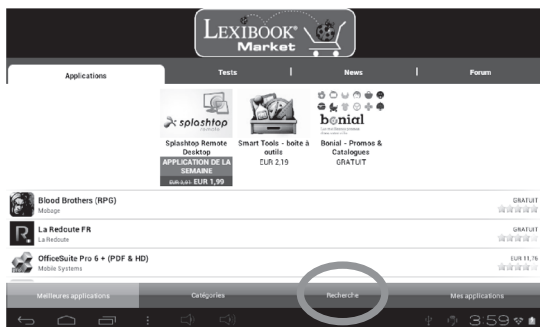 LEXIBOOK®
Market
Applications
Tests
News
Forum
splashtop
remote
bonial
Splashtop Remote
Desktop
APPLICATION DE LA
SEMAINE
EUR 1,99
Smart Tools - boîte à
outils
EUR 2,19
Bonial - Promos &
Catalogues
GRATUIT
Blood Brothers (RPG)
GRATUIT
Mobage
R.
La Redoute FR
GRATUIT
La Redoute
OfficeSuite Pro 6 + (PDF & HD)
EUR 11,76
Mobile Systems
Meilleures applications
Catégories
Recherche
Mes applications
3:59